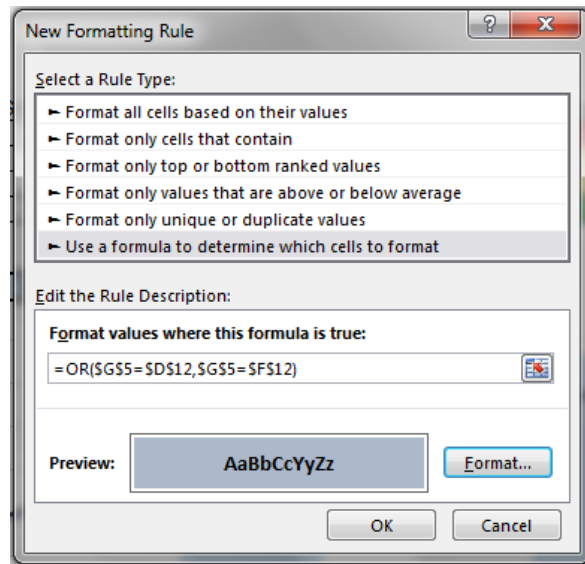 New Formatting Rule
?
Select a Rule Type:
► Format all cells based on their values
► Format only cells that contain
► Format only top or bottom ranked values
► Format only values that are above or below average
► Format only unique or duplicate values
► Use a formula to determine which cells to format
Edit the Rule Description:
Format values where this formula is true:
=OR($G$5=$D$12,$G$5=$F$12)
Preview: AaBbCcYyZz Format...
OK Cancel